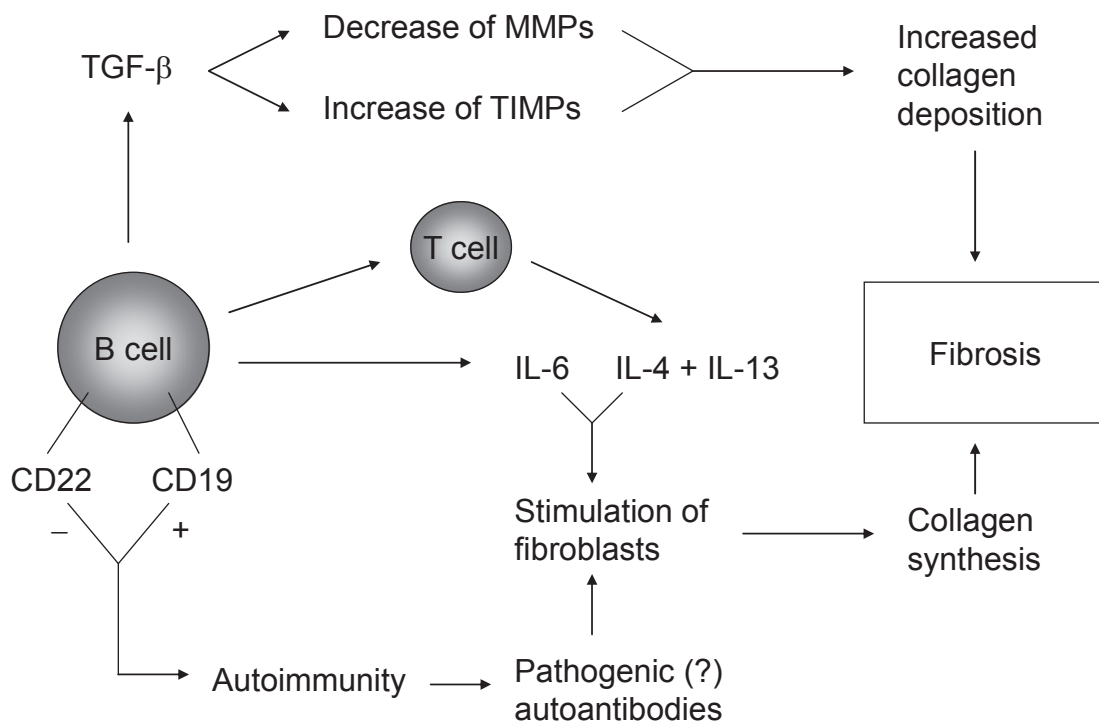 TGF-β
Decrease of MMPs
Increase of TIMPs
Increased
collagen
deposition
T cell
B cell
IL-6
IL-4 + IL-13
Fibrosis
CD22
CD19
–
+
Stimulation of
fibroblasts
Collagen
synthesis
Autoimmunity
Pathogenic (?)
autoantibodies